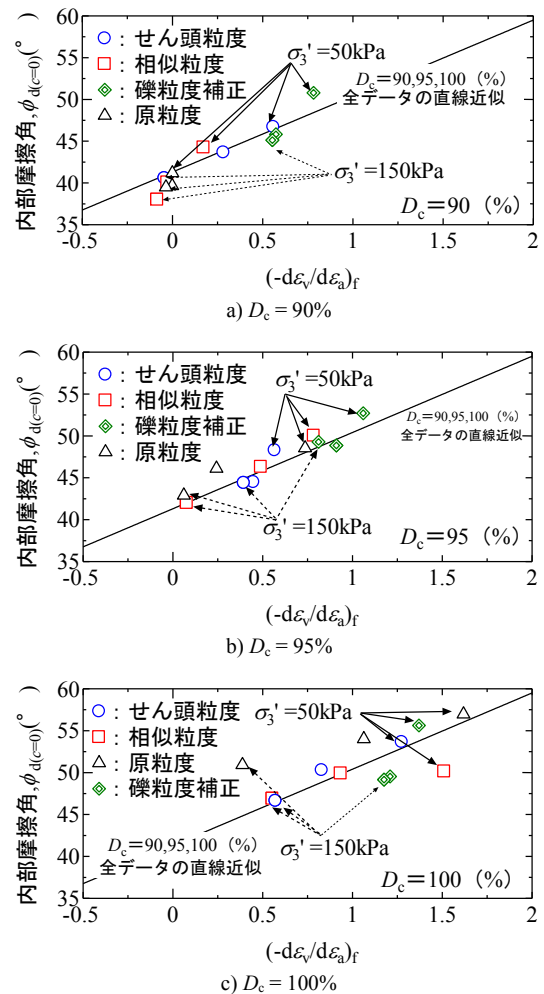 60
55
50
45
40
35
内部摩擦角,ϕd(c=0)(°)
○：せん頭粒度
□：相似粒度
◈：礫粒度補正
△：原粒度
σ3'=50kPa
Dc=90,95,100（%）
全データの直線近似
σ3'=150kPa
Dc＝90（%）
-0.5 0 0.5 1 1.5 2
(-dεv/dεa)f
a) Dc = 90%
60
55
50
45
40
35
内部摩擦角,ϕd(c=0)(°)
○：せん頭粒度
□：相似粒度
◈：礫粒度補正
△：原粒度
σ3'=50kPa
Dc=90,95,100（%）
全データの直線近似
σ3'=150kPa
Dc＝95（%）
-0.5 0 0.5 1 1.5 2
(-dεv/dεa)f
b) Dc = 95%
60
55
50
45
40
35
内部摩擦角,ϕd(c=0)(°)
○：せん頭粒度
□：相似粒度
△：原粒度
◈：礫粒度補正
σ3'=50kPa
Dc=90,95,100（%）
全データの直線近似
σ3'=150kPa
Dc＝100（%）
-0.5 0 0.5 1 1.5 2
(-dεv/dεa)f
c) Dc = 100%